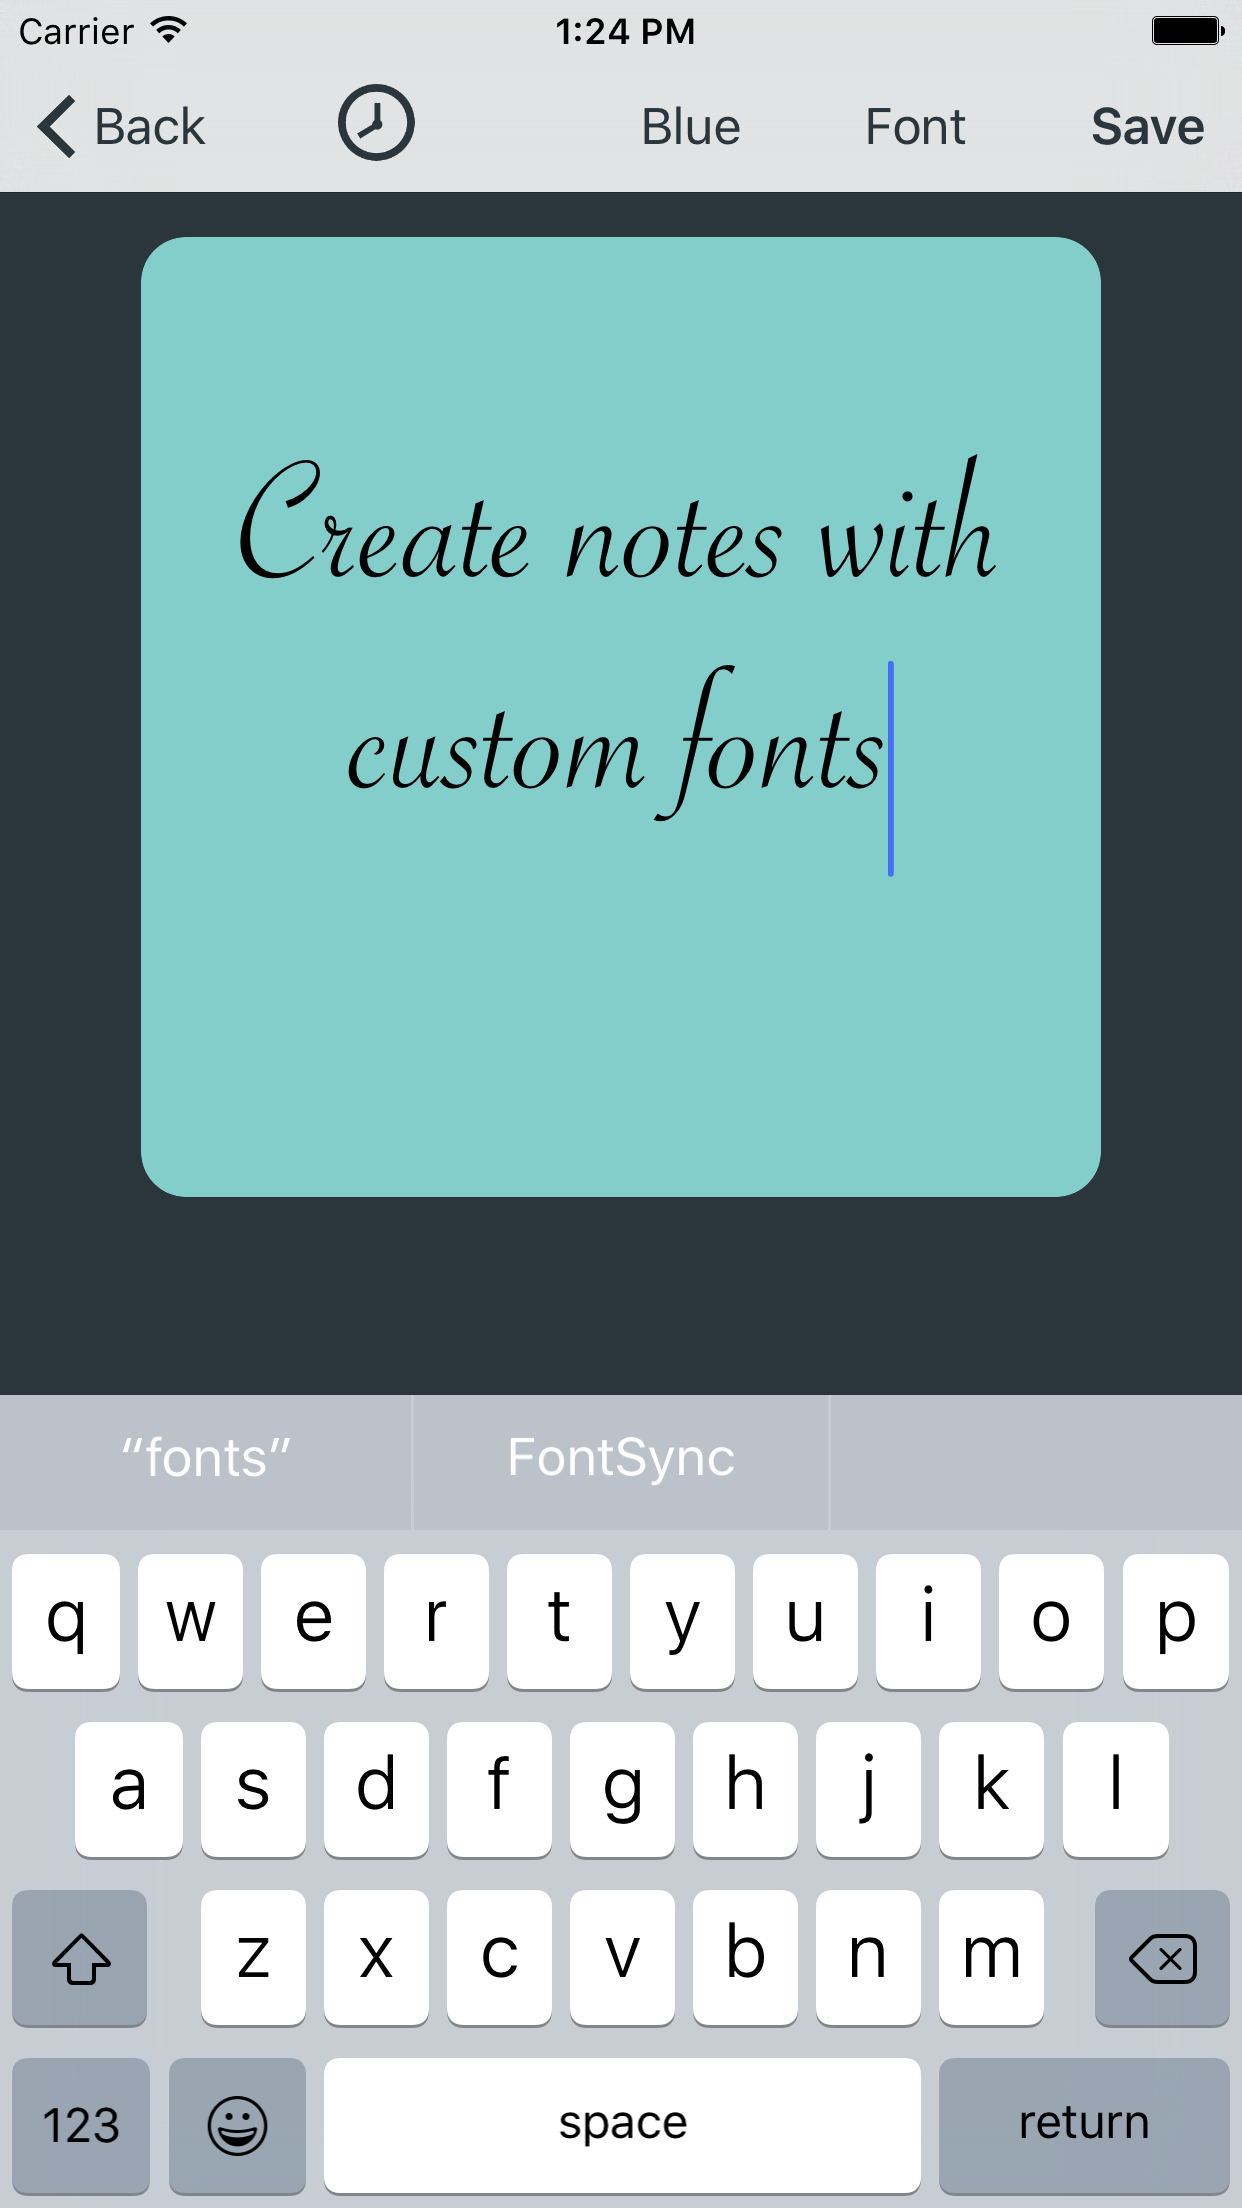 Carrier 1:24 PM
Back Blue Font Save
Create notes with
custom fonts
“fonts” FontSync
q w e r t y u i o p
a s d f g h j k l
z x c v b n m
123 space return